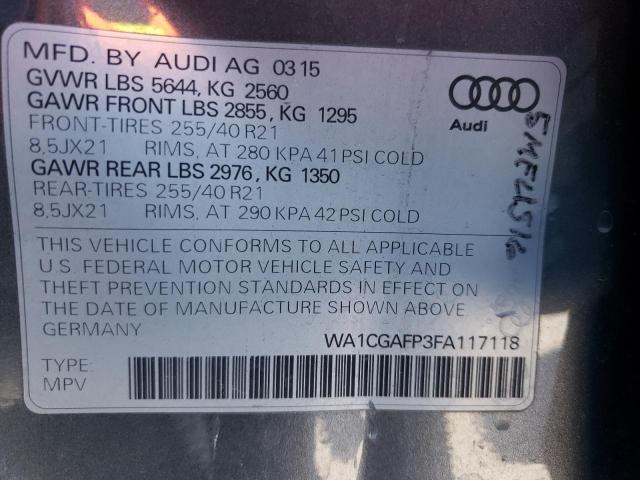 MFD. BY AUDI AG 0315
GVWR LBS 5644, KG 2560
GAWR FRONT LBS 2855, KG 1295
FRONT-TIRES 255/40 R21
8,5JX21 RIMS, AT 280 KPA 41 PSI COLD
GAWR REAR LBS 2976, KG 1350
REAR-TIRES 255/40 R21
8,5JX21 RIMS, AT 290 KPA 42 PSI COLD
THIS VEHICLE CONFORMS TO ALL APPLICABLE
U.S. FEDERAL MOTOR VEHICLE SAFETY AND
THEFT PREVENTION STANDARDS IN EFFECT ON
THE DATE OF MANUFACTURE SHOWN ABOVE
GERMANY
WA1CGAFP3FA117118
TYPE:
MPV
Audi